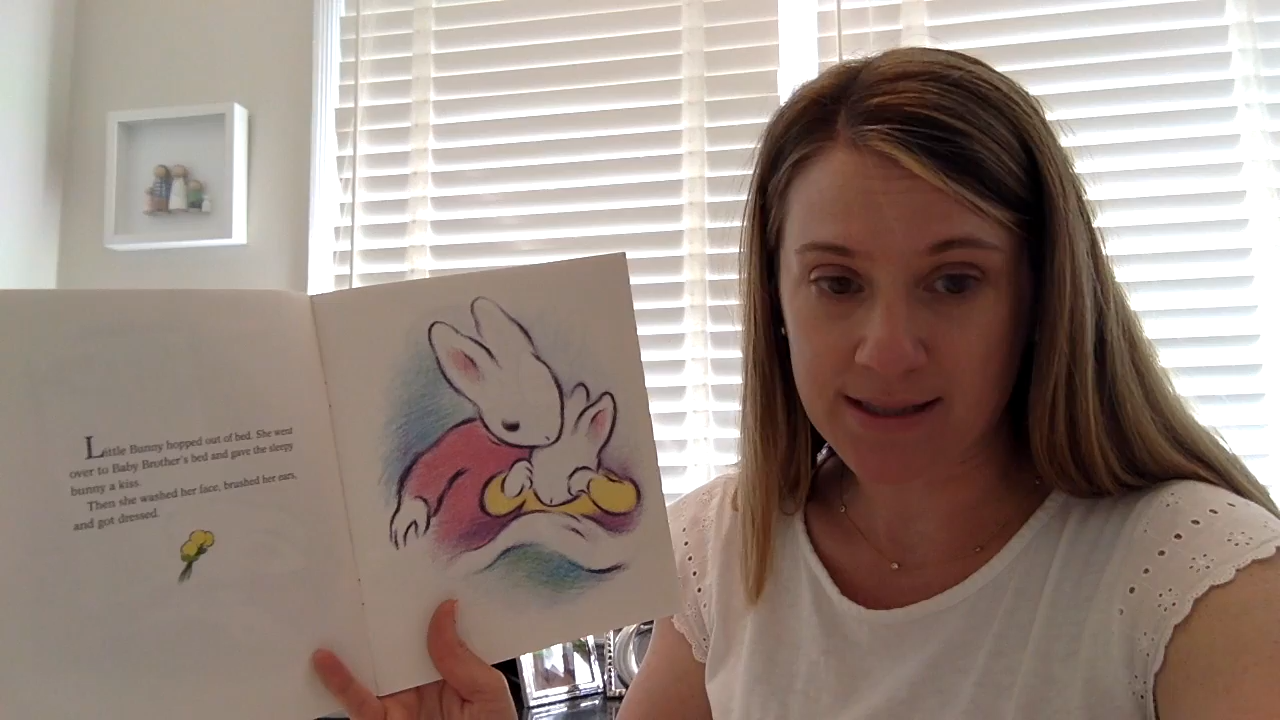 Little Bunny hopped out of bed. She went
over to Baby Brother's bed and gave the sleepy
bunny a kiss.
Then she washed her face, brushed her ears,
and got dressed.